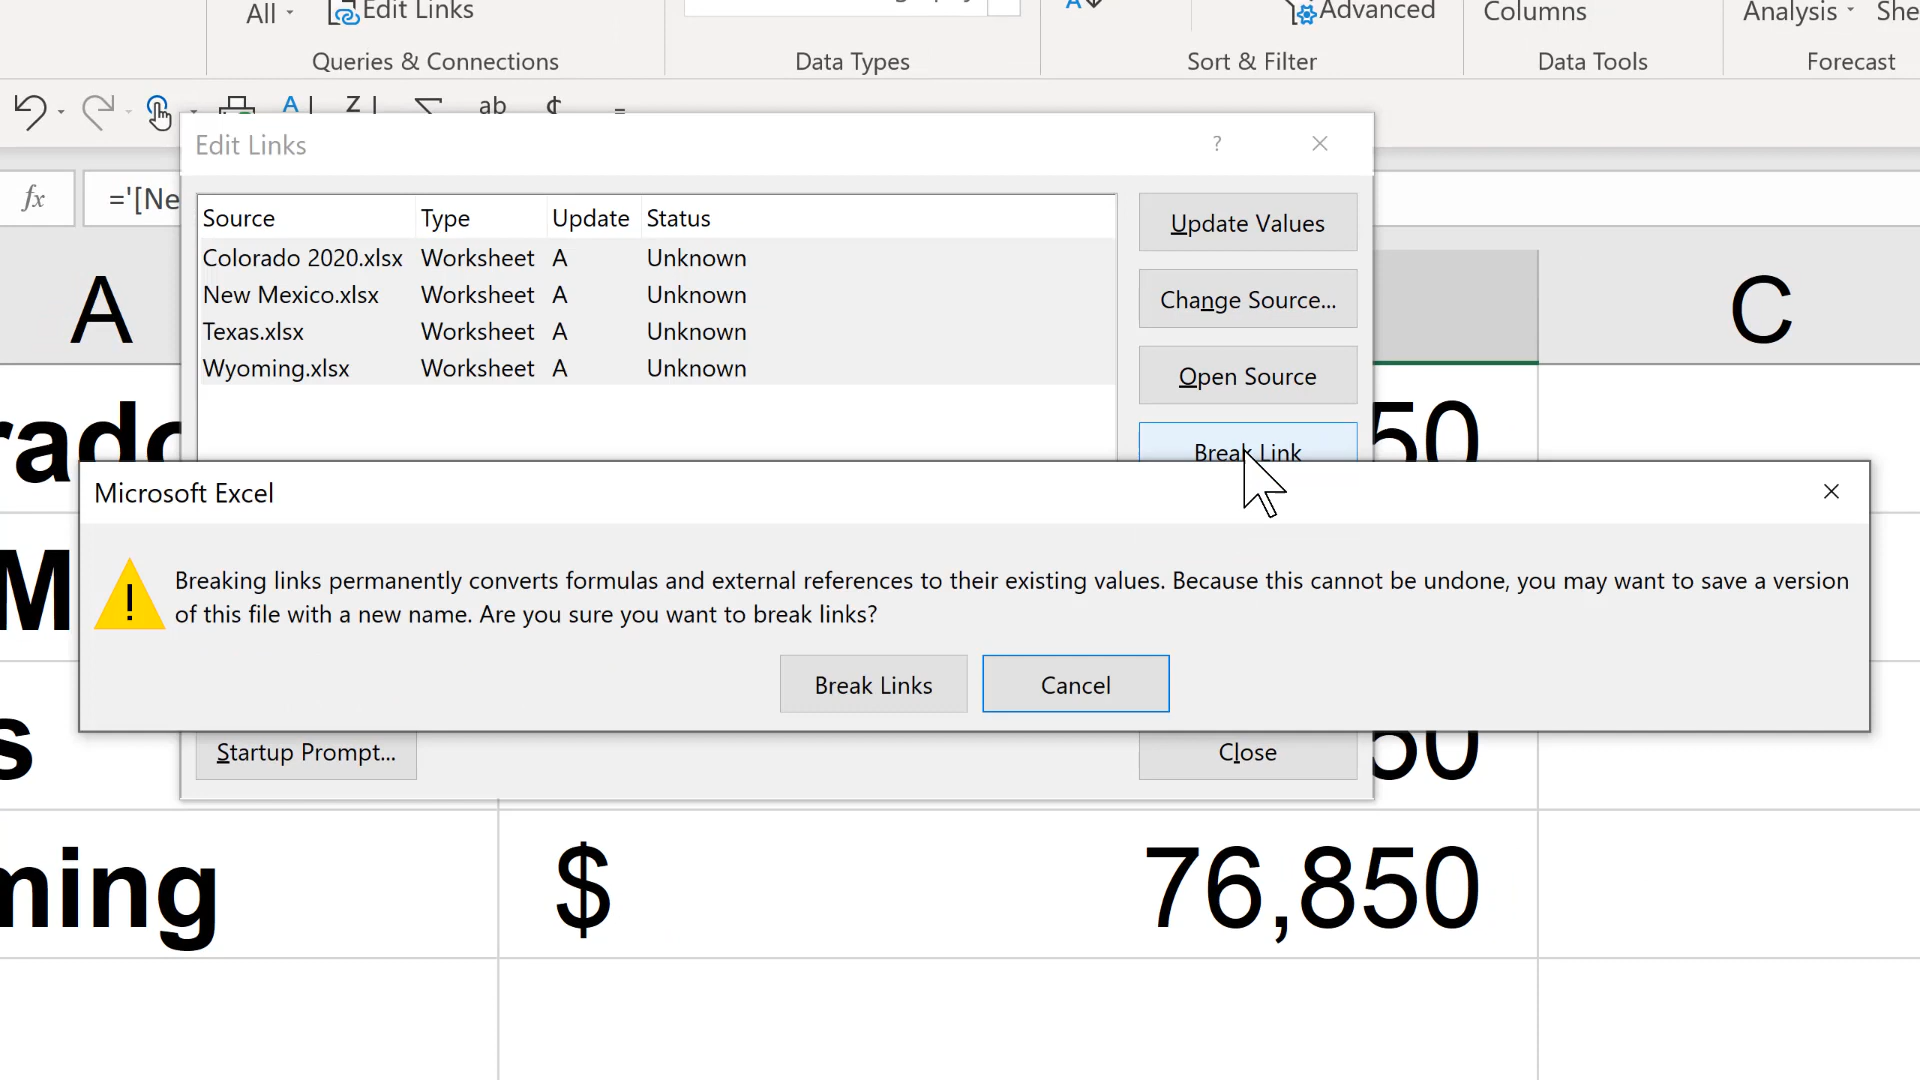 All
Edit Links
Advanced
Columns
Analysis
She
Queries & Connections
Data Types
Sort & Filter
Data Tools
Forecast
ab
Edit Links
?
fx
='[Ne
Source Type Update Status
Colorado 2020.xlsx Worksheet A Unknown
New Mexico.xlsx Worksheet A Unknown
Texas.xlsx Worksheet A Unknown
Wyoming.xlsx Worksheet A Unknown
Update Values
Change Source...
Open Source
Break Link
A
C
rado
50
Microsoft Excel
Breaking links permanently converts formulas and external references to their existing values. Because this cannot be undone, you may want to save a version
of this file with a new name. Are you sure you want to break links?
Break Links
Cancel
M
s
50
Startup Prompt...
Close
ming
$ 76,850